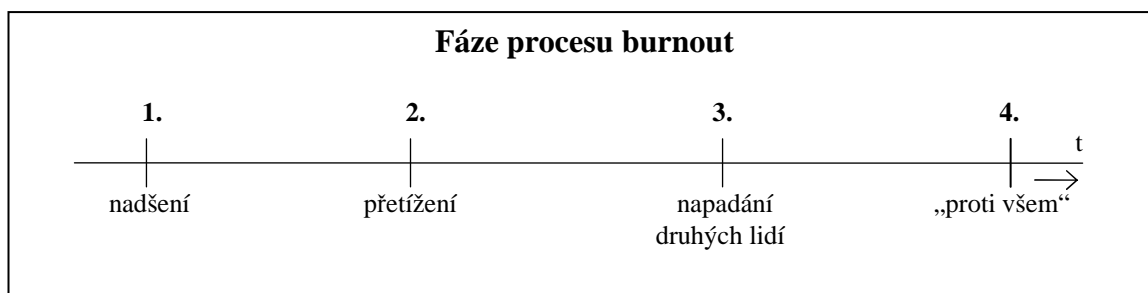 Fáze procesu burnout
1. 2. 3. 4.
t
nadšení přetížení napadání „proti všem“
druhých lidí